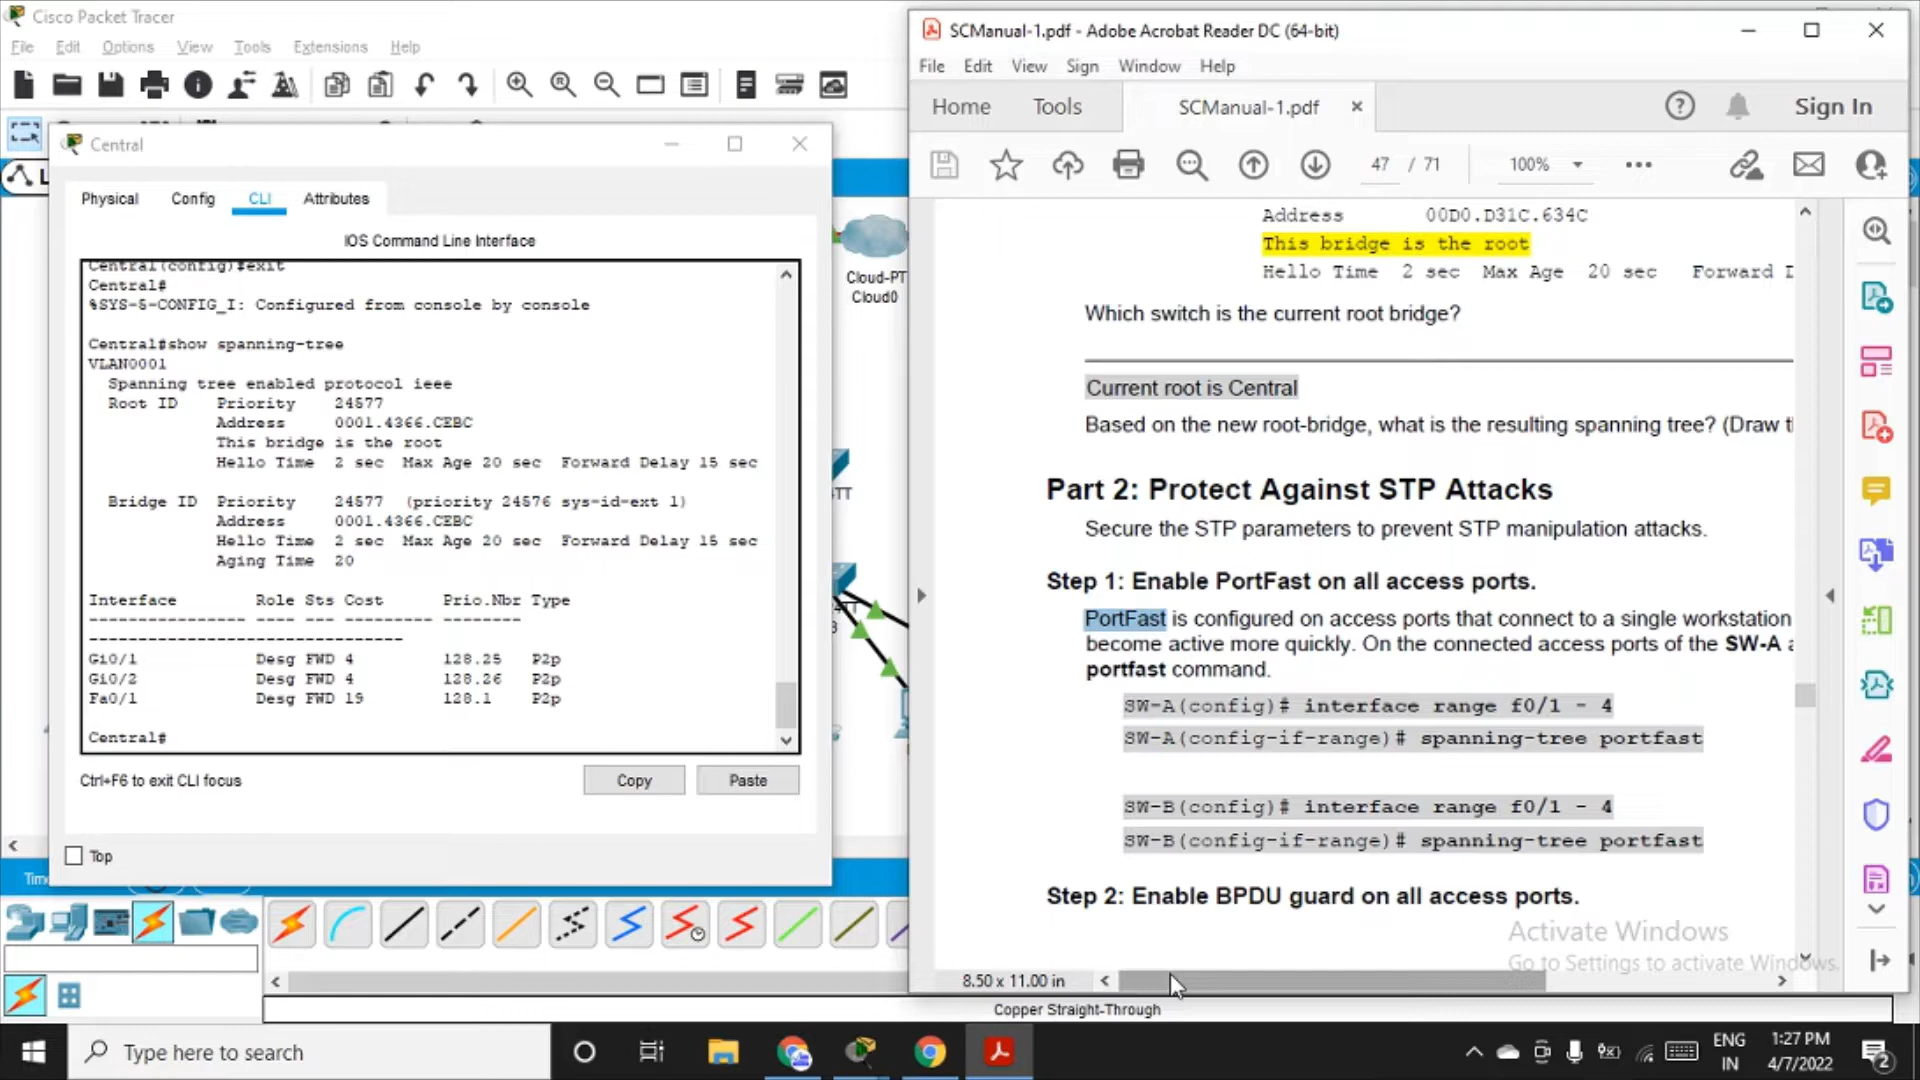 Cisco Packet Tracer
File Edit Options View Tools Extensions Help
Central
Physical Config CLI Attributes
IOS Command Line Interface
Central(config)#exit
Central#
%SYS-5-CONFIG_I: Configured from console by console
Central#show spanning-tree
VLAN0001
Spanning tree enabled protocol ieee
Root ID Priority 24577
Address 0001.4366.CEBC
This bridge is the root
Hello Time 2 sec Max Age 20 sec Forward Delay 15 sec
Bridge ID Priority 24577 (priority 24576 sys-id-ext 1)
Address 0001.4366.CEBC
Hello Time 2 sec Max Age 20 sec Forward Delay 15 sec
Aging Time 20
Interface Role Sts Cost Prio.Nbr Type
---------------- ---- --- --------- --------
--------------------------------
Gi0/1 Desg FWD 4 128.25 P2p
Gi0/2 Desg FWD 4 128.26 P2p
Fa0/1 Desg FWD 19 128.1 P2p
Central#
Ctrl+F6 to exit CLI focus
Copy Paste
Top
Cloud-PT
Cloud0
Copper Straight-Through
SCManual-1.pdf - Adobe Acrobat Reader DC (64-bit)
File Edit View Sign Window Help
Home Tools SCManual-1.pdf × Sign In
47 / 71 100%
Address 00D0.D31C.634C
This bridge is the root
Hello Time 2 sec Max Age 20 sec Forward
Which switch is the current root bridge?
Current root is Central
Based on the new root-bridge, what is the resulting spanning tree? (Draw
Part 2: Protect Against STP Attacks
Secure the STP parameters to prevent STP manipulation attacks.
Step 1: Enable PortFast on all access ports.
PortFast is configured on access ports that connect to a single workstation
become active more quickly. On the connected access ports of the SW-A
portfast command.
SW-A(config)# interface range f0/1 - 4
SW-A(config-if-range)# spanning-tree portfast
SW-B(config)# interface range f0/1 - 4
SW-B(config-if-range)# spanning-tree portfast
Step 2: Enable BPDU guard on all access ports.
Activate Windows
Go to Settings to activate Windows.
8.50 x 11.00 in
Type here to search
ENG
IN
1:27 PM
4/7/2022
2